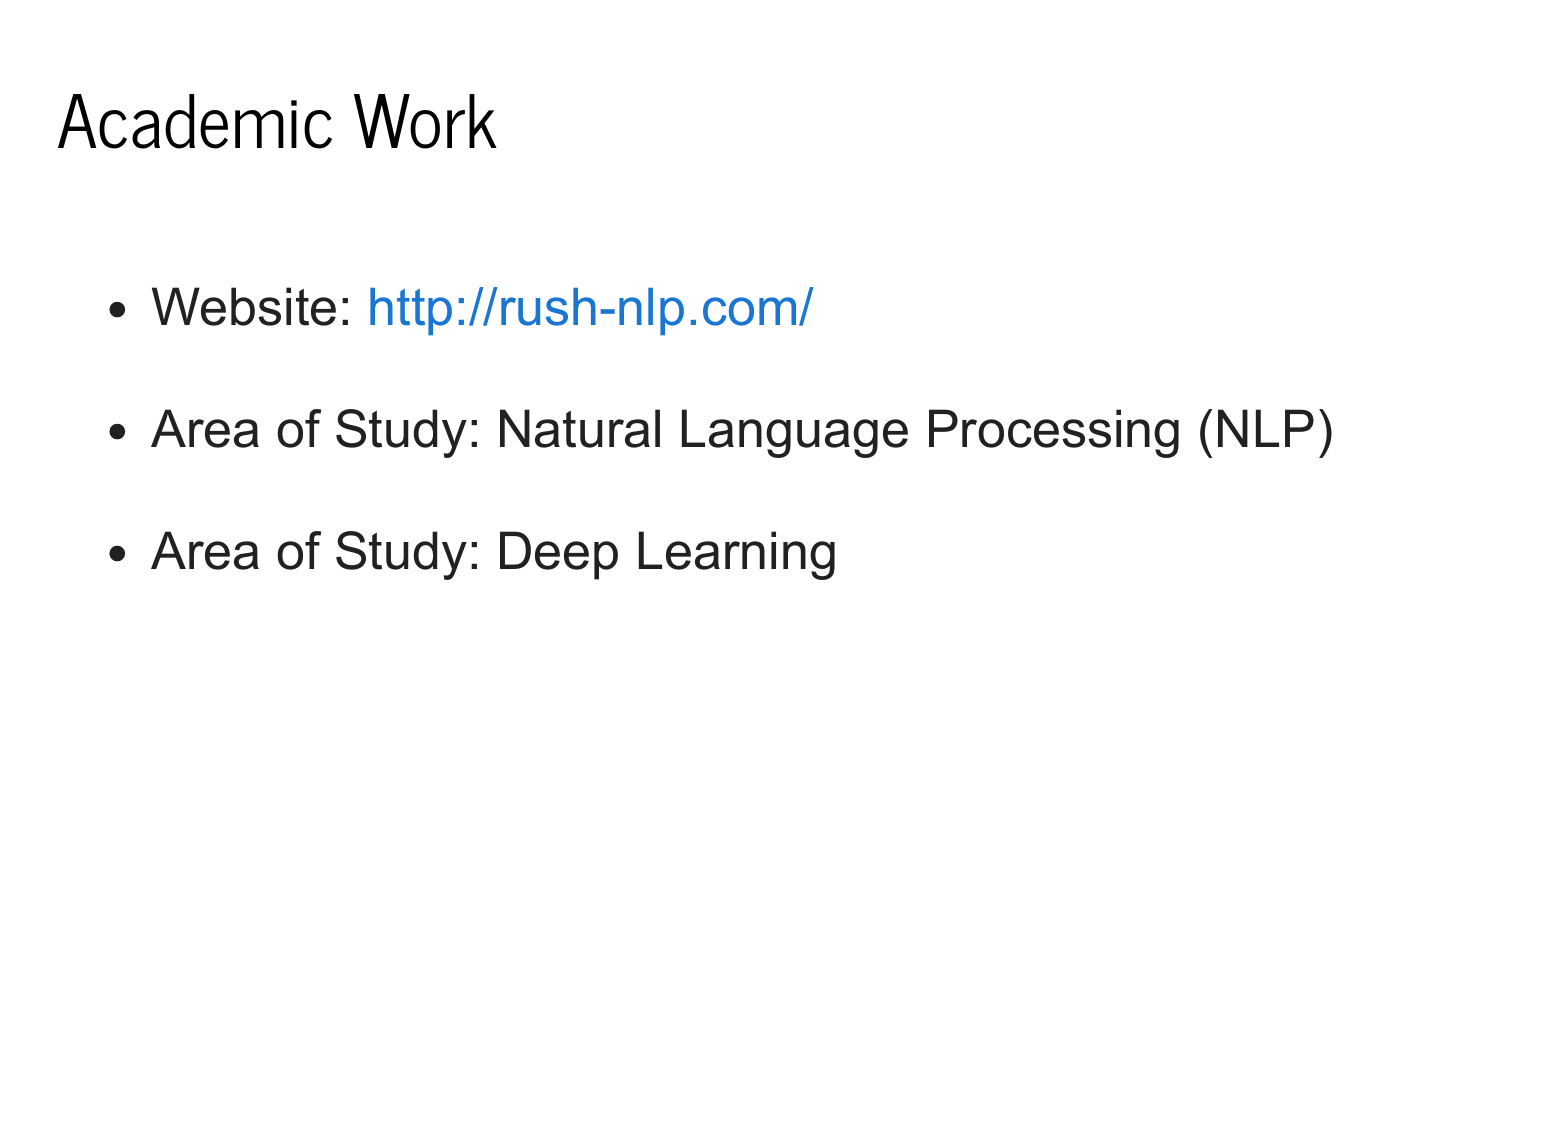 Academic Work
• Website: http://rush-nlp.com/
• Area of Study: Natural Language Processing (NLP)
• Area of Study: Deep Learning